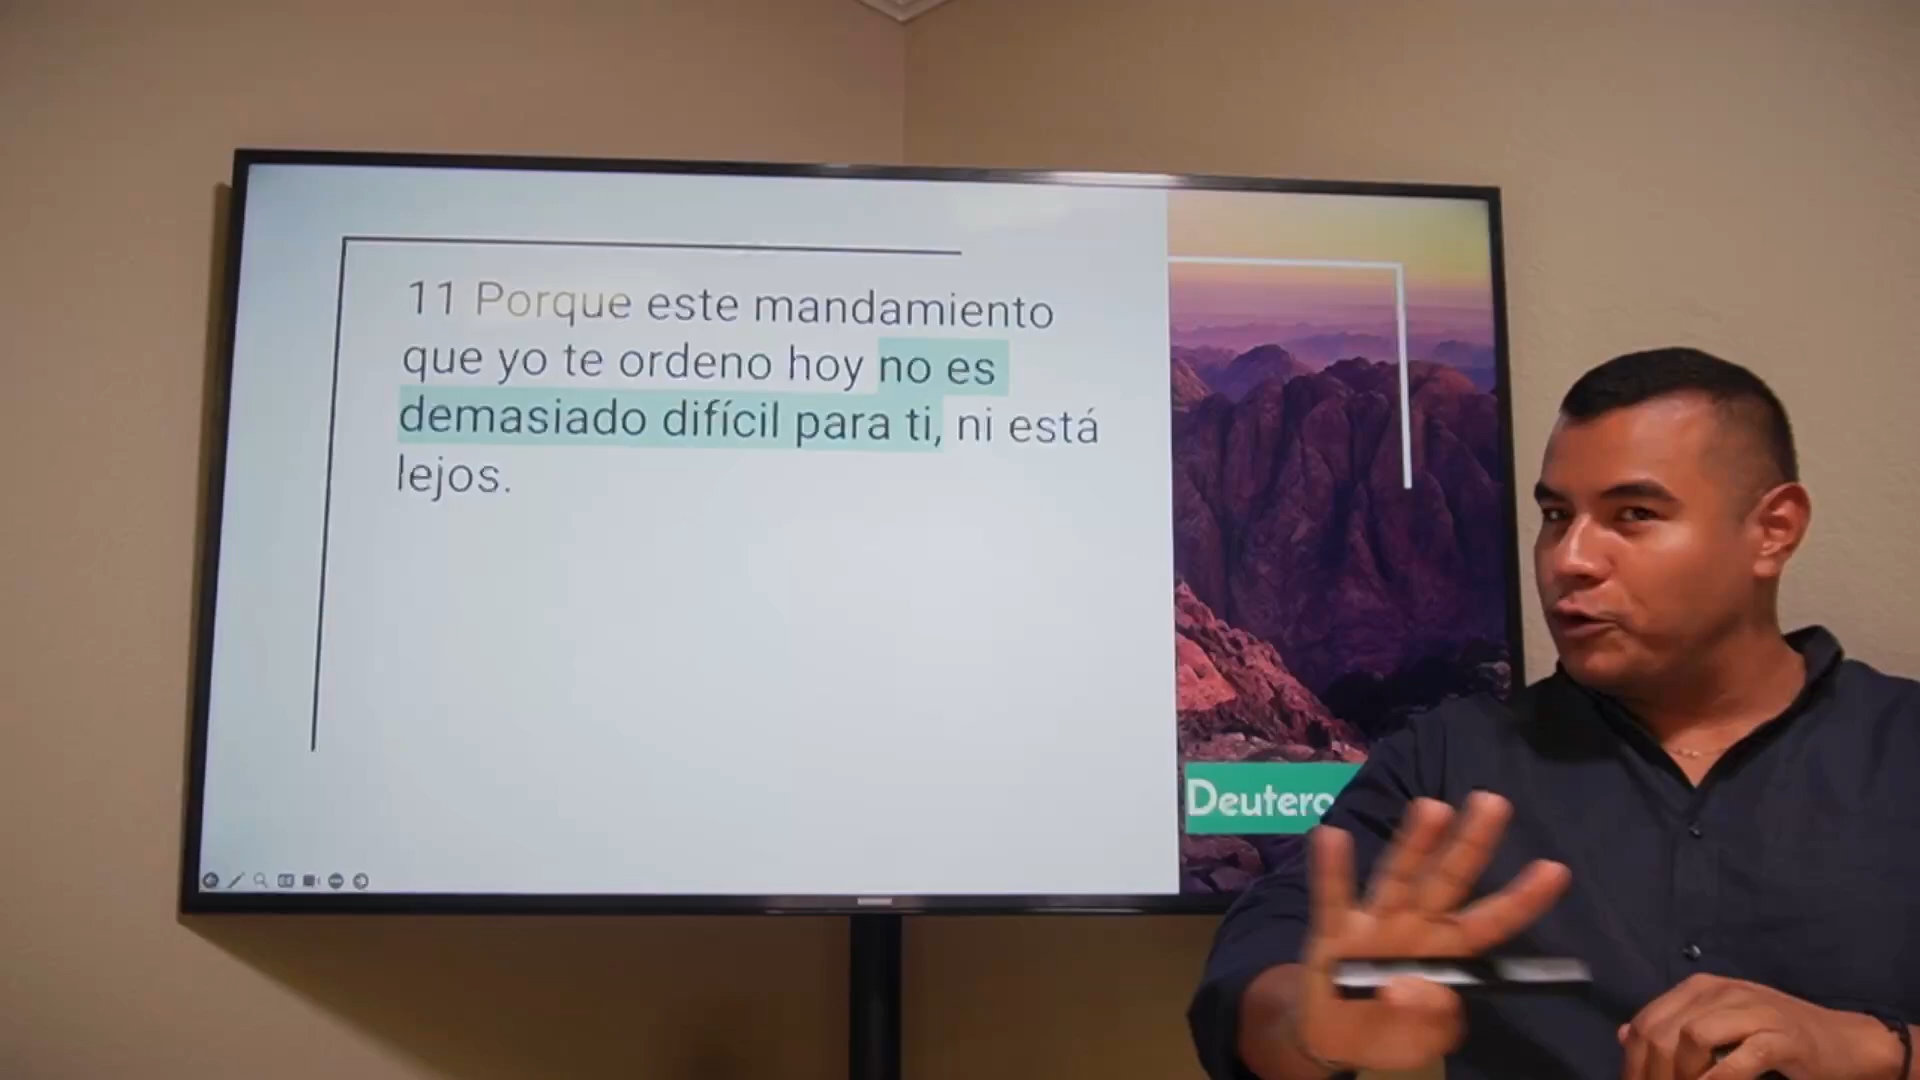 11 Porque este mandamiento
que yo te ordeno hoy no es
demasiado difícil para ti, ni está
lejos.
Deutero